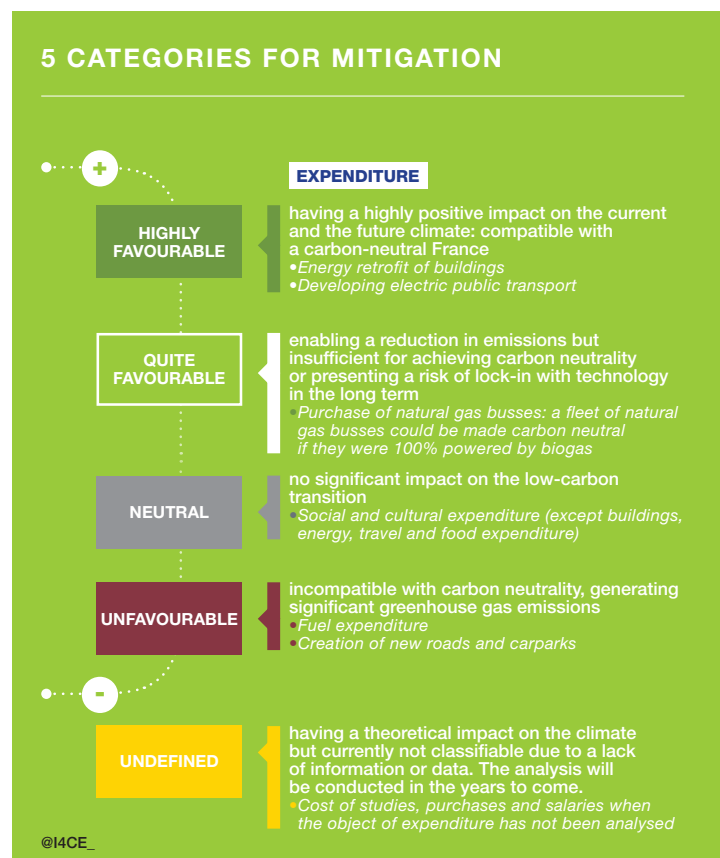 5 CATEGORIES FOR MITIGATION
+
EXPENDITURE
HIGHLY
FAVOURABLE
having a highly positive impact on the current
and the future climate: compatible with
a carbon-neutral France
•Energy retrofit of buildings
•Developing electric public transport
QUITE
FAVOURABLE
enabling a reduction in emissions but
insufficient for achieving carbon neutrality
or presenting a risk of lock-in with technology
in the long term
•Purchase of natural gas busses: a fleet of natural
gas busses could be made carbon neutral
if they were 100% powered by biogas
NEUTRAL
no significant impact on the low-carbon
transition
•Social and cultural expenditure (except buildings,
energy, travel and food expenditure)
UNFAVOURABLE
incompatible with carbon neutrality, generating
significant greenhouse gas emissions
•Fuel expenditure
•Creation of new roads and carparks
-
UNDEFINED
having a theoretical impact on the climate
but currently not classifiable due to a lack
of information or data. The analysis will
be conducted in the years to come.
•Cost of studies, purchases and salaries when
the object of expenditure has not been analysed
@I4CE_